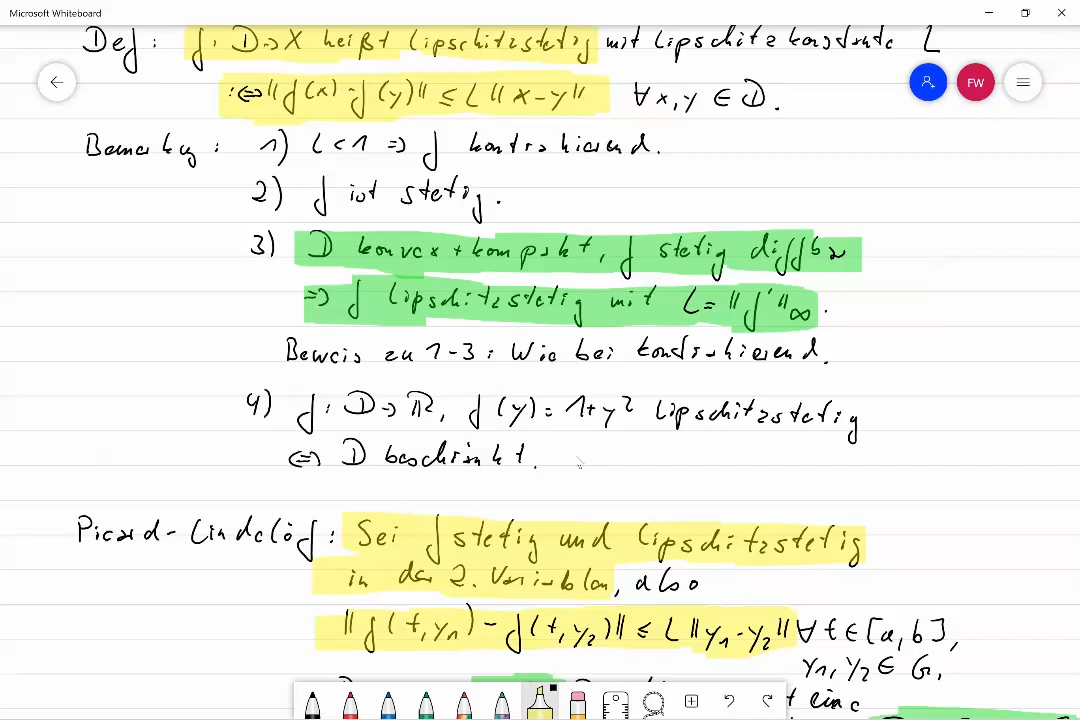 Microsoft Whiteboard
Def: f: D→X heißt Lipschitzstetig mit Lipschitzkonstante L
:⇔ ‖f(x)-f(y)‖ ≤ L‖x-y‖ ∀x,y ∈ D.
FW
Bemerkg: 1) L<1 ⇒ f kontrahierend.
2) f ist stetig.
3) D konvex + kompakt, f stetig diffbar
⇒ f Lipschitzstetig mit L=‖f'‖∞.
Beweis zu 1-3: Wie bei kontrahierend.
4) f: D→ℝ, f(y)=1+y² Lipschitzstetig
⇔ D beschränkt.
Picard-Lindelöf: Sei f stetig und Lipschitzstetig
in der 2. Variablen, also
‖f(t,y₁)-f(t,y₂)‖ ≤ L‖y₁-y₂‖ ∀t∈[a,b],
y₁,y₂ ∈ G,
eine